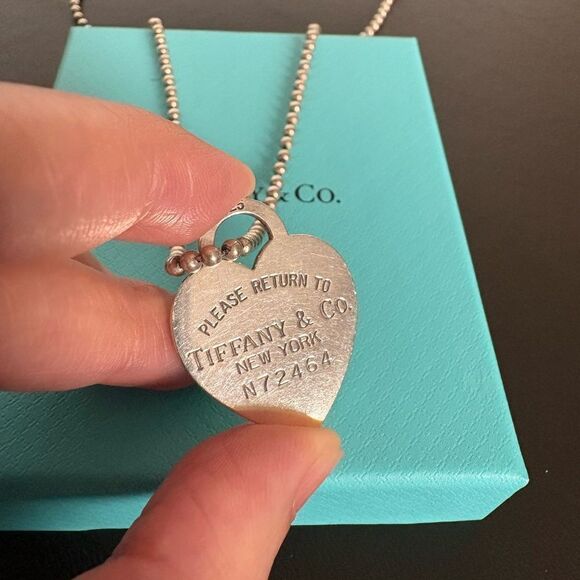 & CO.
PLEASE RETURN TO
TIFFANY & CO.
NEW YORK
N72464